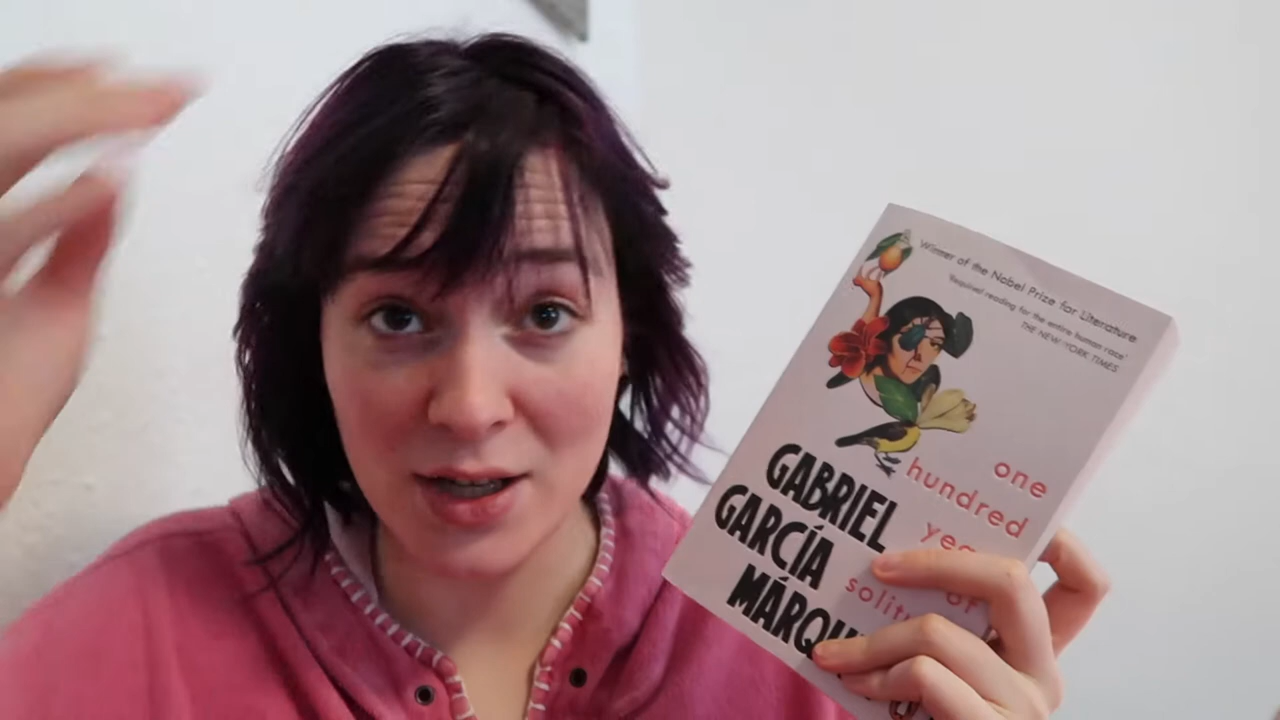 Winner of the Nobel Prize for Literature
'Required reading for the entire human race'
THE NEW YORK TIMES
one
hundred
of
GABRIEL
GARCÍA